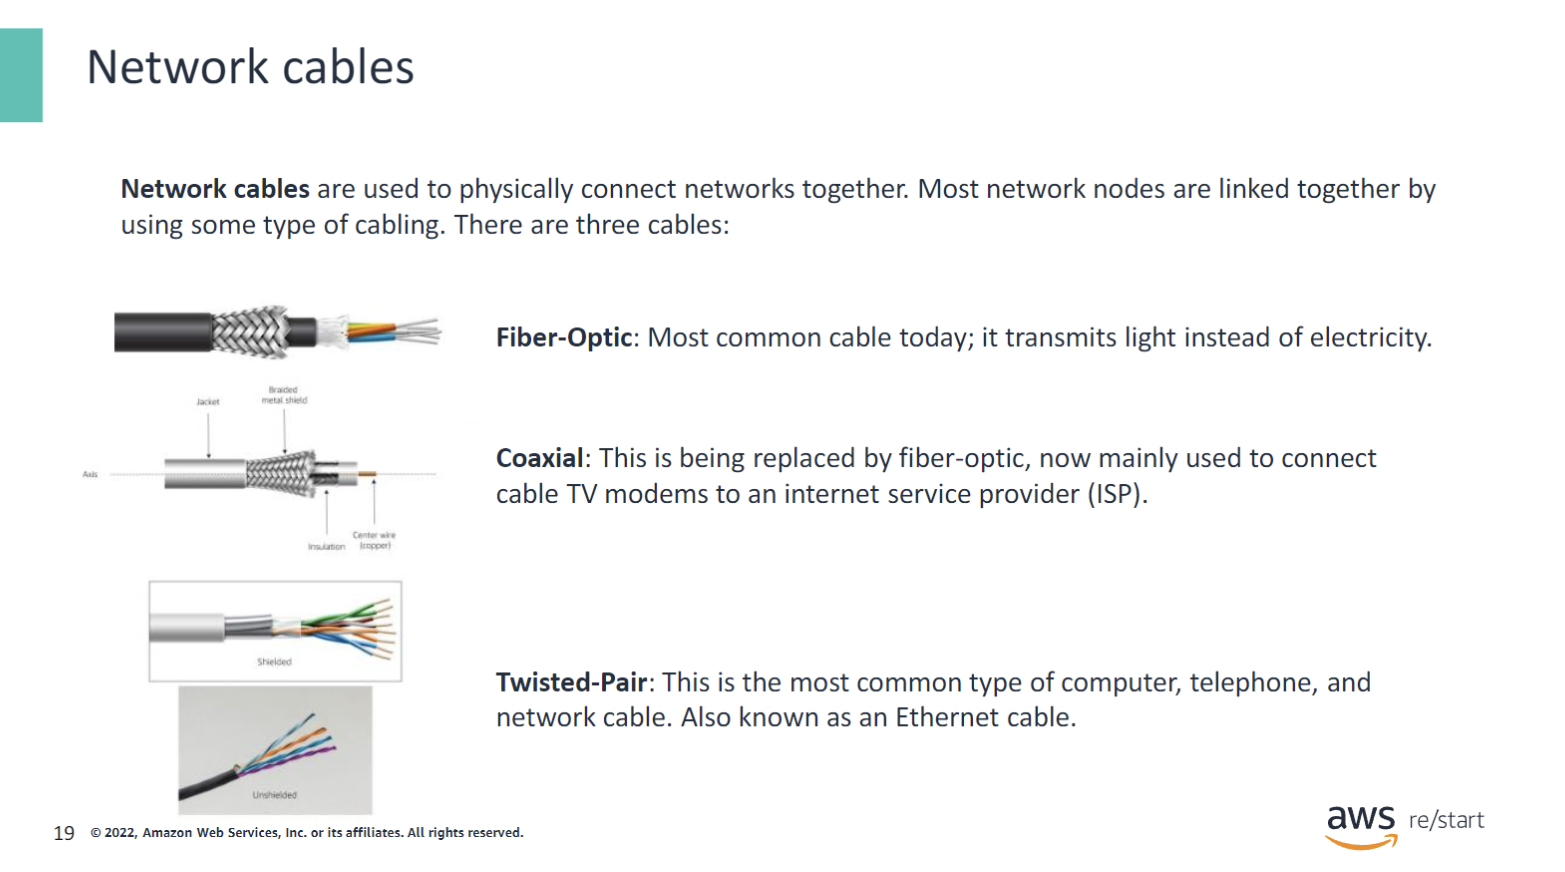 Network cables
Network cables are used to physically connect networks together. Most network nodes are linked together by
using some type of cabling. There are three cables:
Fiber-Optic: Most common cable today; it transmits light instead of electricity.
Jacket
Braided
metal shield
Axis
Insulation
Center wire
(copper)
Coaxial: This is being replaced by fiber-optic, now mainly used to connect
cable TV modems to an internet service provider (ISP).
Shielded
Unshielded
Twisted-Pair: This is the most common type of computer, telephone, and
network cable. Also known as an Ethernet cable.
19 © 2022, Amazon Web Services, Inc. or its affiliates. All rights reserved.
aws re/start